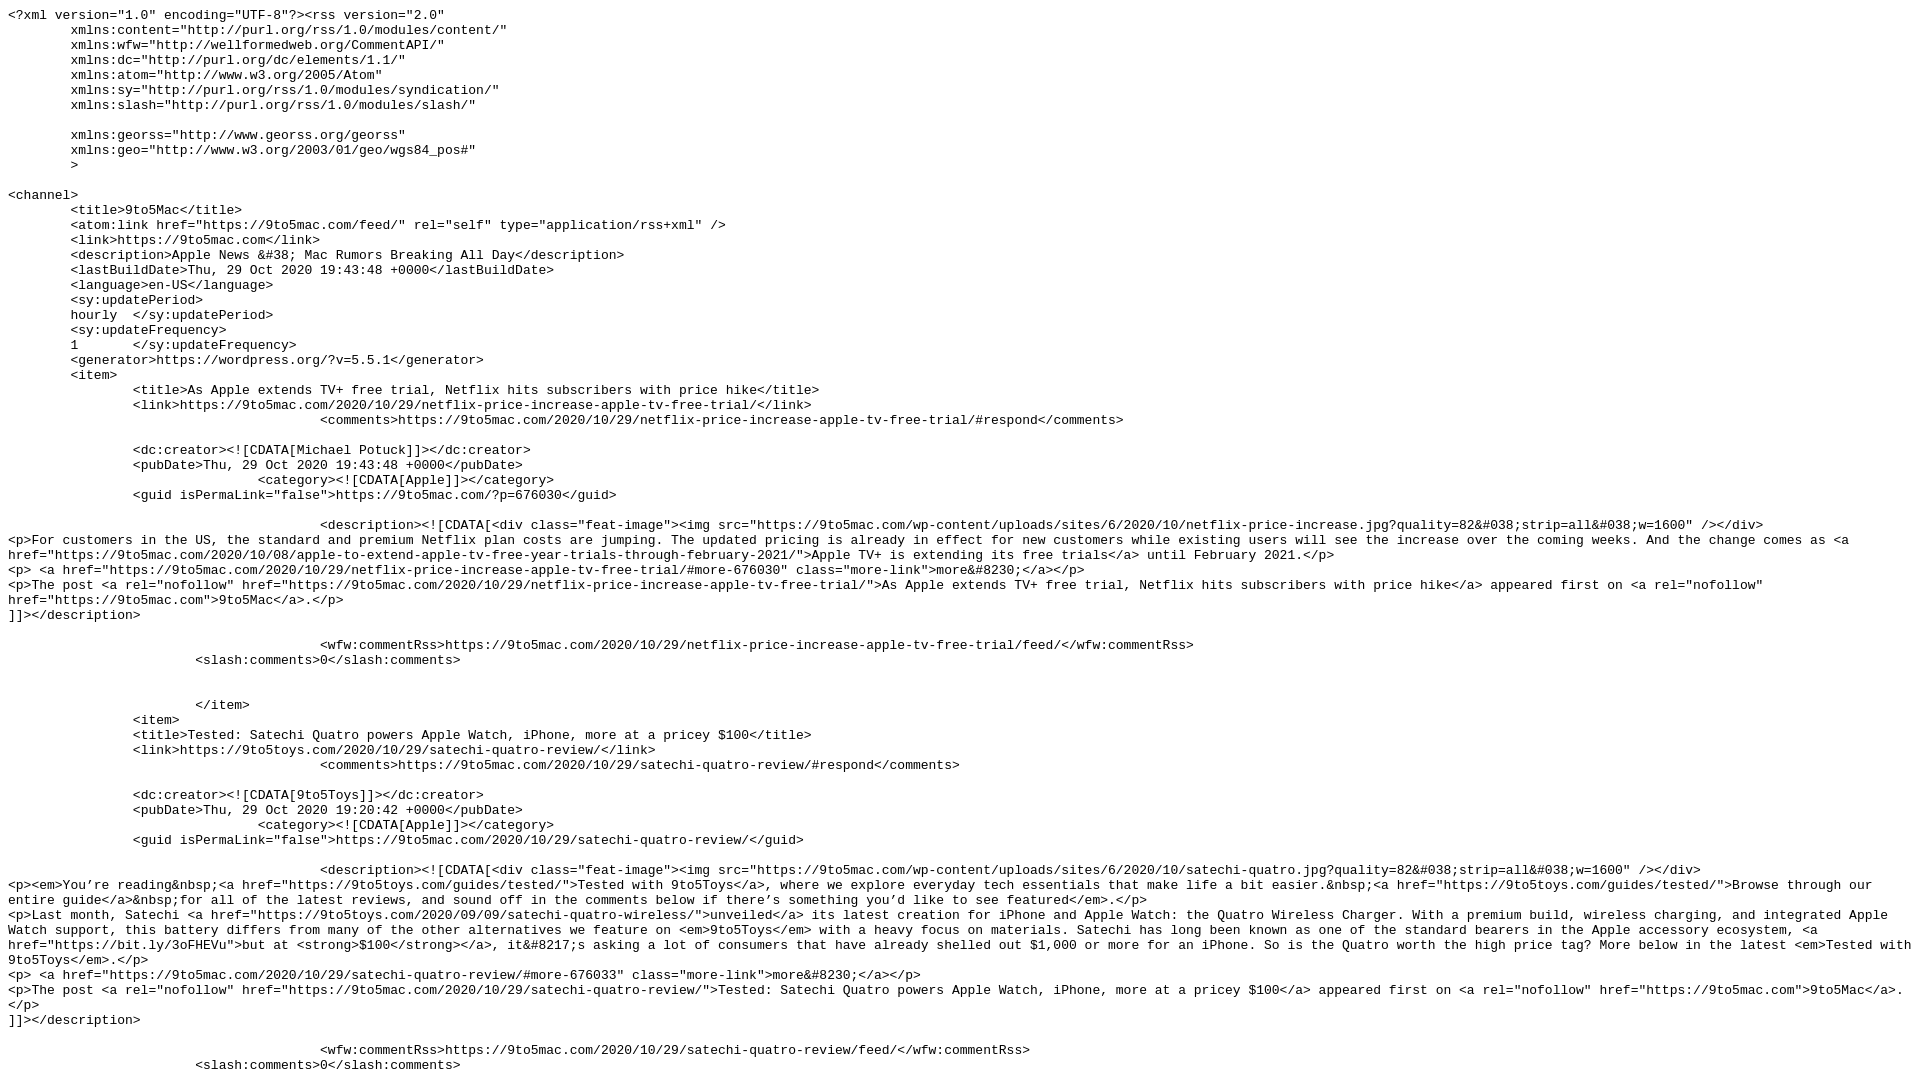 <?xml version="1.0" encoding="UTF-8"?><rss version="2.0"
xmlns:content="http://purl.org/rss/1.0/modules/content/"
xmlns:wfw="http://wellformedweb.org/CommentAPI/"
xmlns:dc="http://purl.org/dc/elements/1.1/"
xmlns:atom="http://www.w3.org/2005/Atom"
xmlns:sy="http://purl.org/rss/1.0/modules/syndication/"
xmlns:slash="http://purl.org/rss/1.0/modules/slash/"
xmlns:georss="http://www.georss.org/georss"
xmlns:geo="http://www.w3.org/2003/01/geo/wgs84_pos#"
>
<channel>
<title>9to5Mac</title>
<atom:link href="https://9to5mac.com/feed/" rel="self" type="application/rss+xml" />
<link>https://9to5mac.com</link>
<description>Apple News &#38; Mac Rumors Breaking All Day</description>
<lastBuildDate>Thu, 29 Oct 2020 19:43:48 +0000</lastBuildDate>
<language>en-US</language>
<sy:updatePeriod>
hourly	</sy:updatePeriod>
<sy:updateFrequency>
1	</sy:updateFrequency>
<generator>https://wordpress.org/?v=5.5.1</generator>
<item>
<title>As Apple extends TV+ free trial, Netflix hits subscribers with price hike</title>
<link>https://9to5mac.com/2020/10/29/netflix-price-increase-apple-tv-free-trial/</link>
<comments>https://9to5mac.com/2020/10/29/netflix-price-increase-apple-tv-free-trial/#respond</comments>
<dc:creator><![CDATA[Michael Potuck]]></dc:creator>
<pubDate>Thu, 29 Oct 2020 19:43:48 +0000</pubDate>
<category><![CDATA[Apple]]></category>
<guid isPermaLink="false">https://9to5mac.com/?p=676030</guid>
<description><![CDATA[<div class="feat-image"><img src="https://9to5mac.com/wp-content/uploads/sites/6/2020/10/netflix-price-increase.jpg?quality=82&#038;strip=all&#038;w=1600" /></div>
<p>For customers in the US, the standard and premium Netflix plan costs are jumping. The updated pricing is already in effect for new customers while existing users will see the increase over the coming weeks. And the change comes as <a
href="https://9to5mac.com/2020/10/08/apple-to-extend-apple-tv-free-year-trials-through-february-2021/">Apple TV+ is extending its free trials</a> until February 2021.</p>
<p> <a href="https://9to5mac.com/2020/10/29/netflix-price-increase-apple-tv-free-trial/#more-676030" class="more-link">more&#8230;</a></p>
<p>The post <a rel="nofollow" href="https://9to5mac.com/2020/10/29/netflix-price-increase-apple-tv-free-trial/">As Apple extends TV+ free trial, Netflix hits subscribers with price hike</a> appeared first on <a rel="nofollow"
href="https://9to5mac.com">9to5Mac</a>.</p>
]]></description>
<wfw:commentRss>https://9to5mac.com/2020/10/29/netflix-price-increase-apple-tv-free-trial/feed/</wfw:commentRss>
<slash:comments>0</slash:comments>
</item>
<item>
<title>Tested: Satechi Quatro powers Apple Watch, iPhone, more at a pricey $100</title>
<link>https://9to5toys.com/2020/10/29/satechi-quatro-review/</link>
<comments>https://9to5mac.com/2020/10/29/satechi-quatro-review/#respond</comments>
<dc:creator><![CDATA[9to5Toys]]></dc:creator>
<pubDate>Thu, 29 Oct 2020 19:20:42 +0000</pubDate>
<category><![CDATA[Apple]]></category>
<guid isPermaLink="false">https://9to5mac.com/2020/10/29/satechi-quatro-review/</guid>
<description><![CDATA[<div class="feat-image"><img src="https://9to5mac.com/wp-content/uploads/sites/6/2020/10/satechi-quatro.jpg?quality=82&#038;strip=all&#038;w=1600" /></div>
<p><em>You’re reading&nbsp;<a href="https://9to5toys.com/guides/tested/">Tested with 9to5Toys</a>, where we explore everyday tech essentials that make life a bit easier.&nbsp;<a href="https://9to5toys.com/guides/tested/">Browse through our
entire guide</a>&nbsp;for all of the latest reviews, and sound off in the comments below if there’s something you’d like to see featured</em>.</p>
<p>Last month, Satechi <a href="https://9to5toys.com/2020/09/09/satechi-quatro-wireless/">unveiled</a> its latest creation for iPhone and Apple Watch: the Quatro Wireless Charger. With a premium build, wireless charging, and integrated Apple
Watch support, this battery differs from many of the other alternatives we feature on <em>9to5Toys</em> with a heavy focus on materials. Satechi has long been known as one of the standard bearers in the Apple accessory ecosystem, <a
href="https://bit.ly/3oFHEVu">but at <strong>$100</strong></a>, it&#8217;s asking a lot of consumers that have already shelled out $1,000 or more for an iPhone. So is the Quatro worth the high price tag? More below in the latest <em>Tested with
9to5Toys</em>.</p>
<p> <a href="https://9to5mac.com/2020/10/29/satechi-quatro-review/#more-676033" class="more-link">more&#8230;</a></p>
<p>The post <a rel="nofollow" href="https://9to5mac.com/2020/10/29/satechi-quatro-review/">Tested: Satechi Quatro powers Apple Watch, iPhone, more at a pricey $100</a> appeared first on <a rel="nofollow" href="https://9to5mac.com">9to5Mac</a>.
</p>
]]></description>
<wfw:commentRss>https://9to5mac.com/2020/10/29/satechi-quatro-review/feed/</wfw:commentRss>
<slash:comments>0</slash:comments>